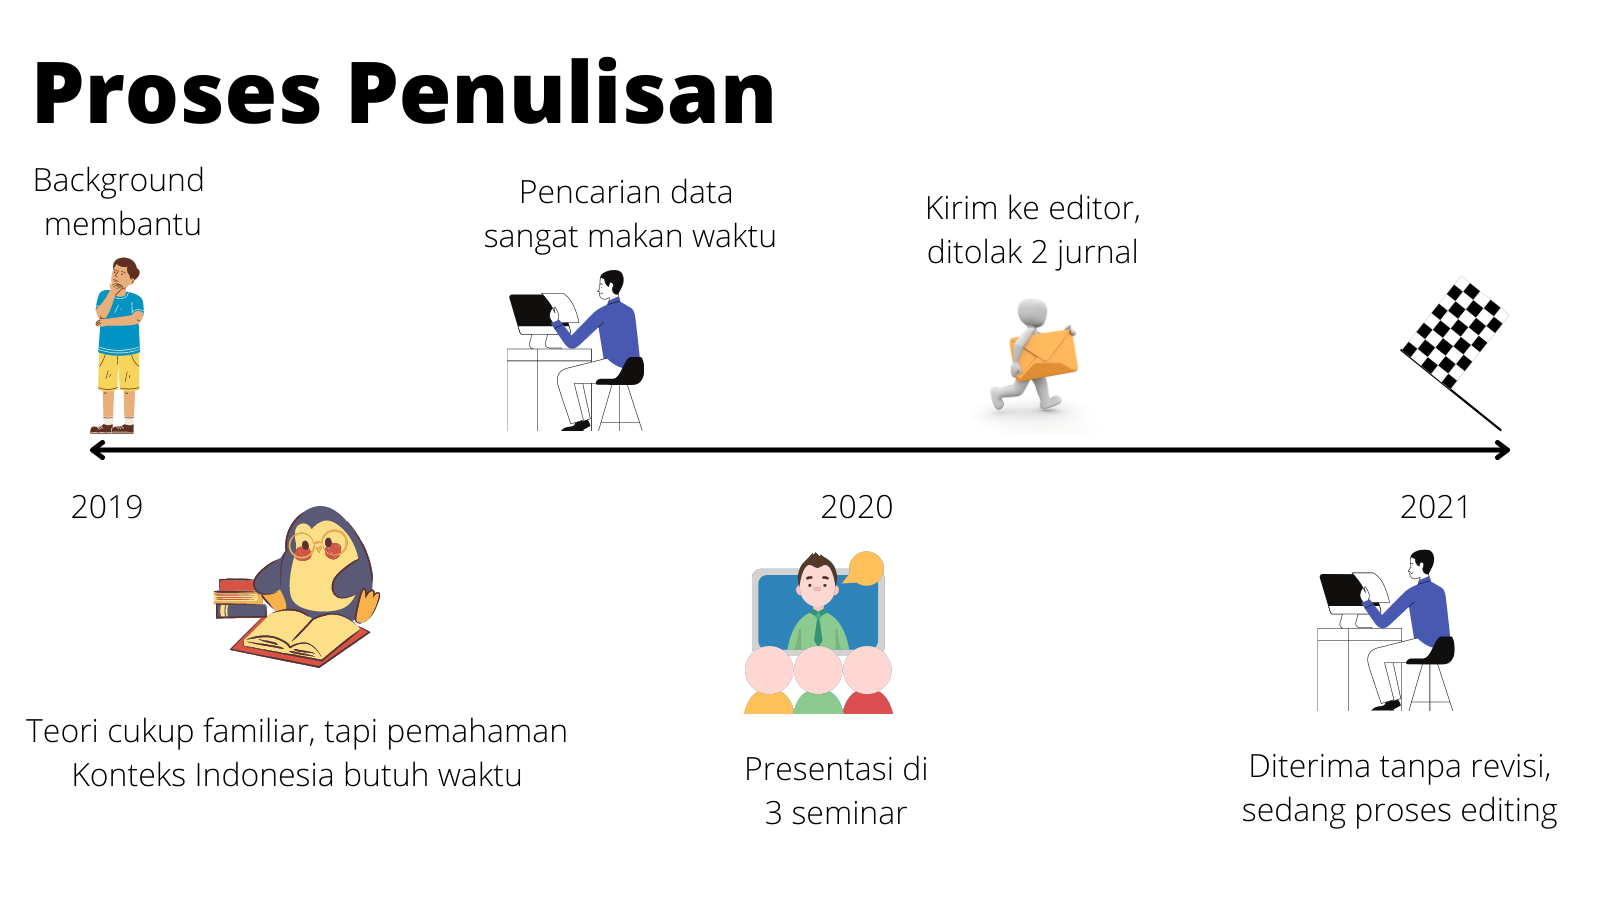 Proses Penulisan
Background
membantu
Pencarian data
sangat makan waktu
Kirim ke editor,
ditolak 2 jurnal
2019
2020
2021
Teori cukup familiar, tapi pemahaman
Konteks Indonesia butuh waktu
Presentasi di
3 seminar
Diterima tanpa revisi,
sedang proses editing